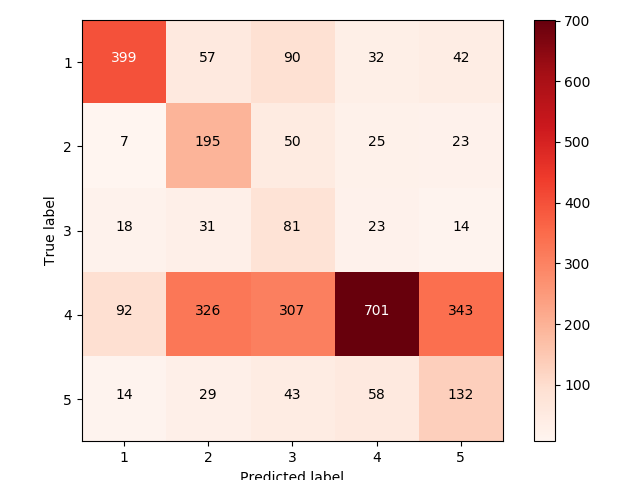 1 399 57 90 32 42
2 7 195 50 25 23
3 18 31 81 23 14
4 92 326 307 701 343
5 14 29 43 58 132
1 2 3 4 5
Predicted label
True label
700
600
500
400
300
200
100